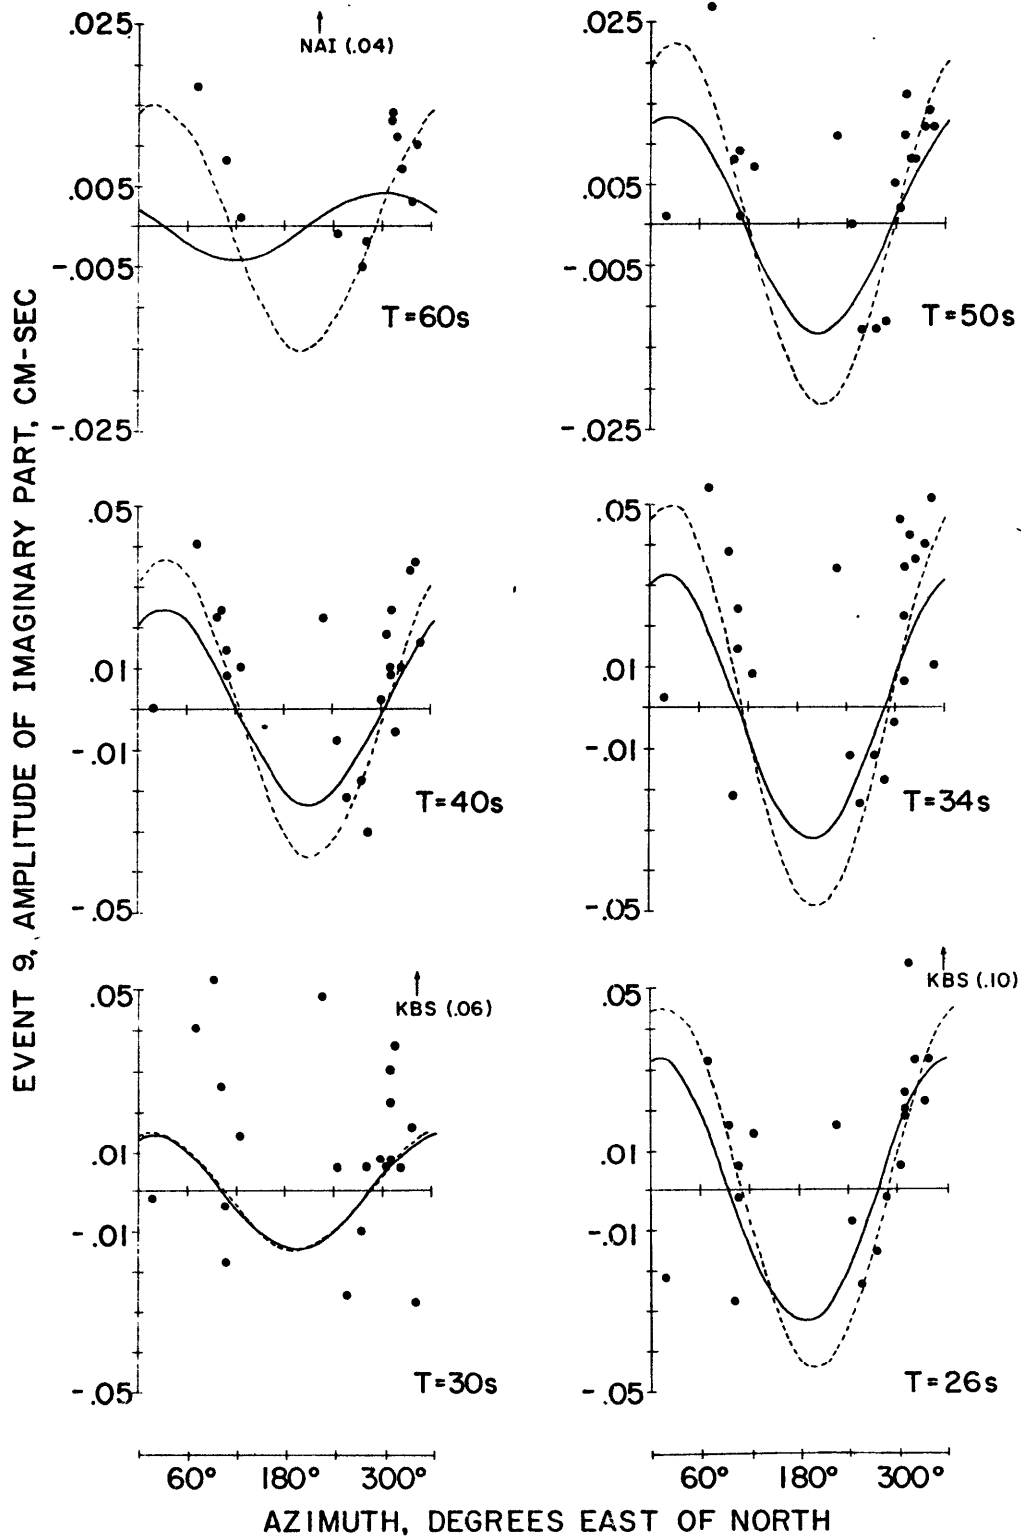 EVENT 9, AMPLITUDE OF IMAGINARY PART, CM-SEC
.025
.005
-.005
-.025
NAI (.04)
T=60s
.025
.005
-.005
-.025
T=50s
.05
.01
-.01
-.05
T=40s
.05
.01
-.01
-.05
T=34s
.05
.01
-.01
-.05
KBS (.06)
T=30s
.05
.01
-.01
-.05
KBS (.10)
T=26s
60° 180° 300°
60° 180° 300°
AZIMUTH, DEGREES EAST OF NORTH